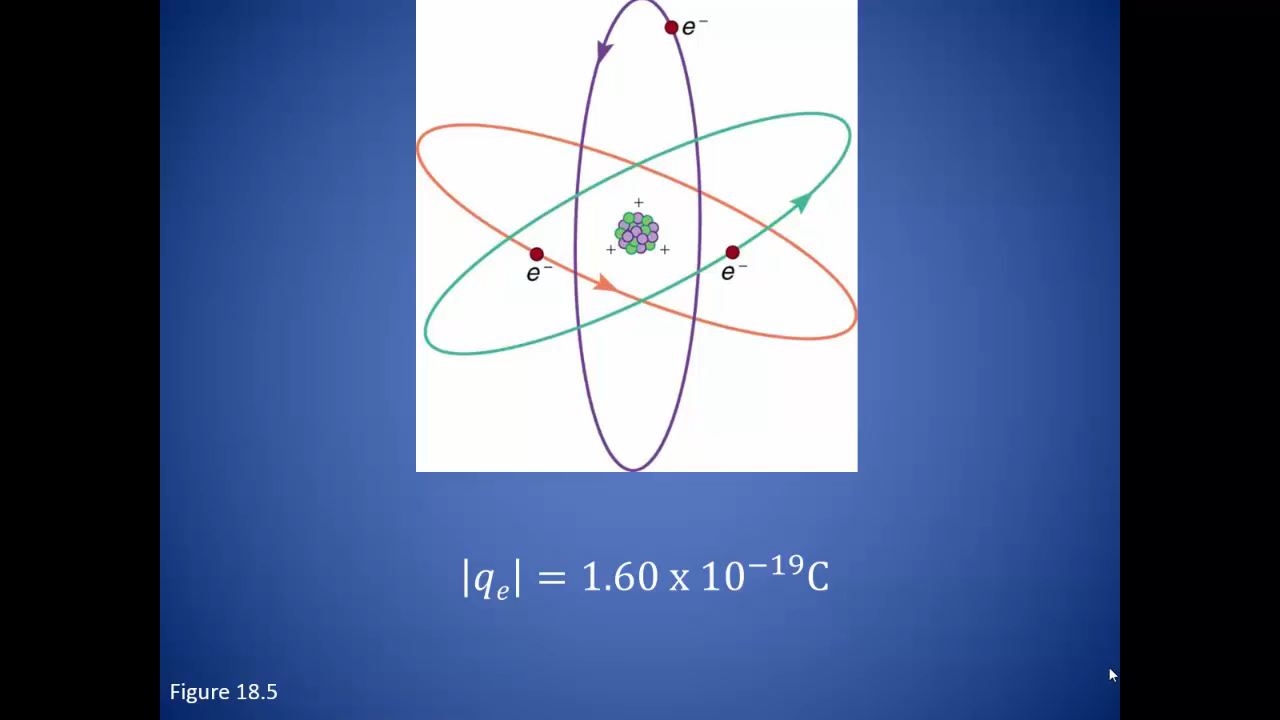 e⁻
+
+ +
e⁻ e⁻
|qₑ| = 1.60 x 10⁻¹⁹C
Figure 18.5